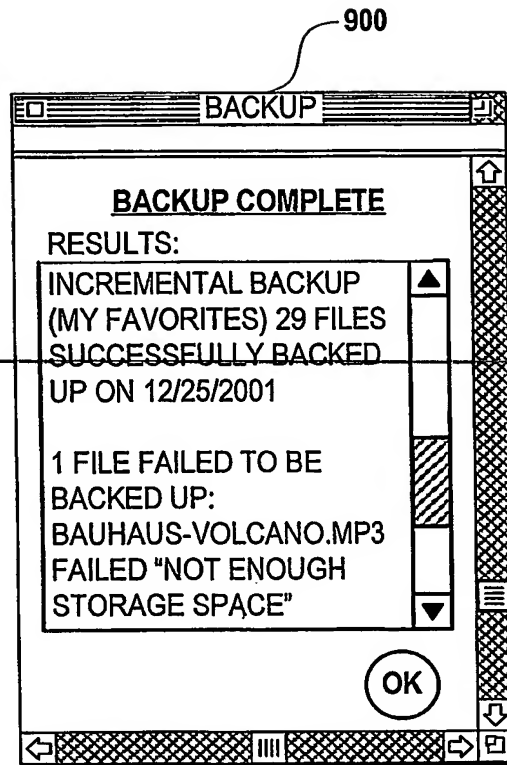 900
BACKUP
BACKUP COMPLETE
RESULTS:
INCREMENTAL BACKUP
(MY FAVORITES) 29 FILES
SUCCESSFULLY BACKED
UP ON 12/25/2001
1 FILE FAILED TO BE
BACKED UP:
BAUHAUS-VOLCANO.MP3
FAILED "NOT ENOUGH
STORAGE SPACE"
OK